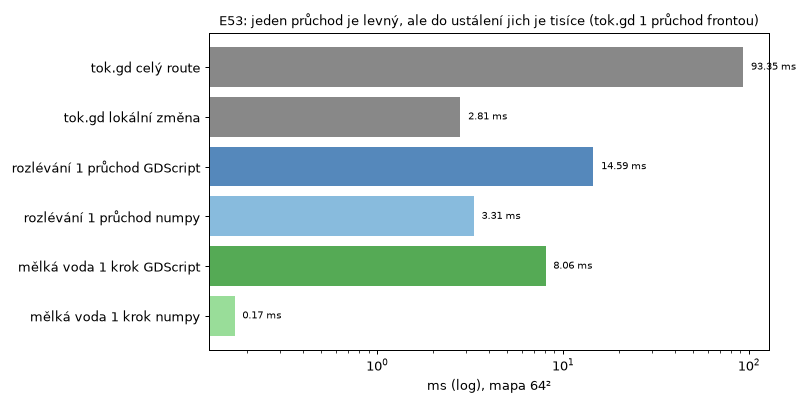 E53: jeden průchod je levný, ale do ustálení jich je tisíce (tok.gd 1 průchod frontou)
tok.gd celý route
93.35 ms
tok.gd lokální změna
2.81 ms
rozlévání 1 průchod GDScript
14.59 ms
rozlévání 1 průchod numpy
3.31 ms
mělká voda 1 krok GDScript
8.06 ms
mělká voda 1 krok numpy
0.17 ms
10⁰ 10¹ 10²
ms (log), mapa 64²